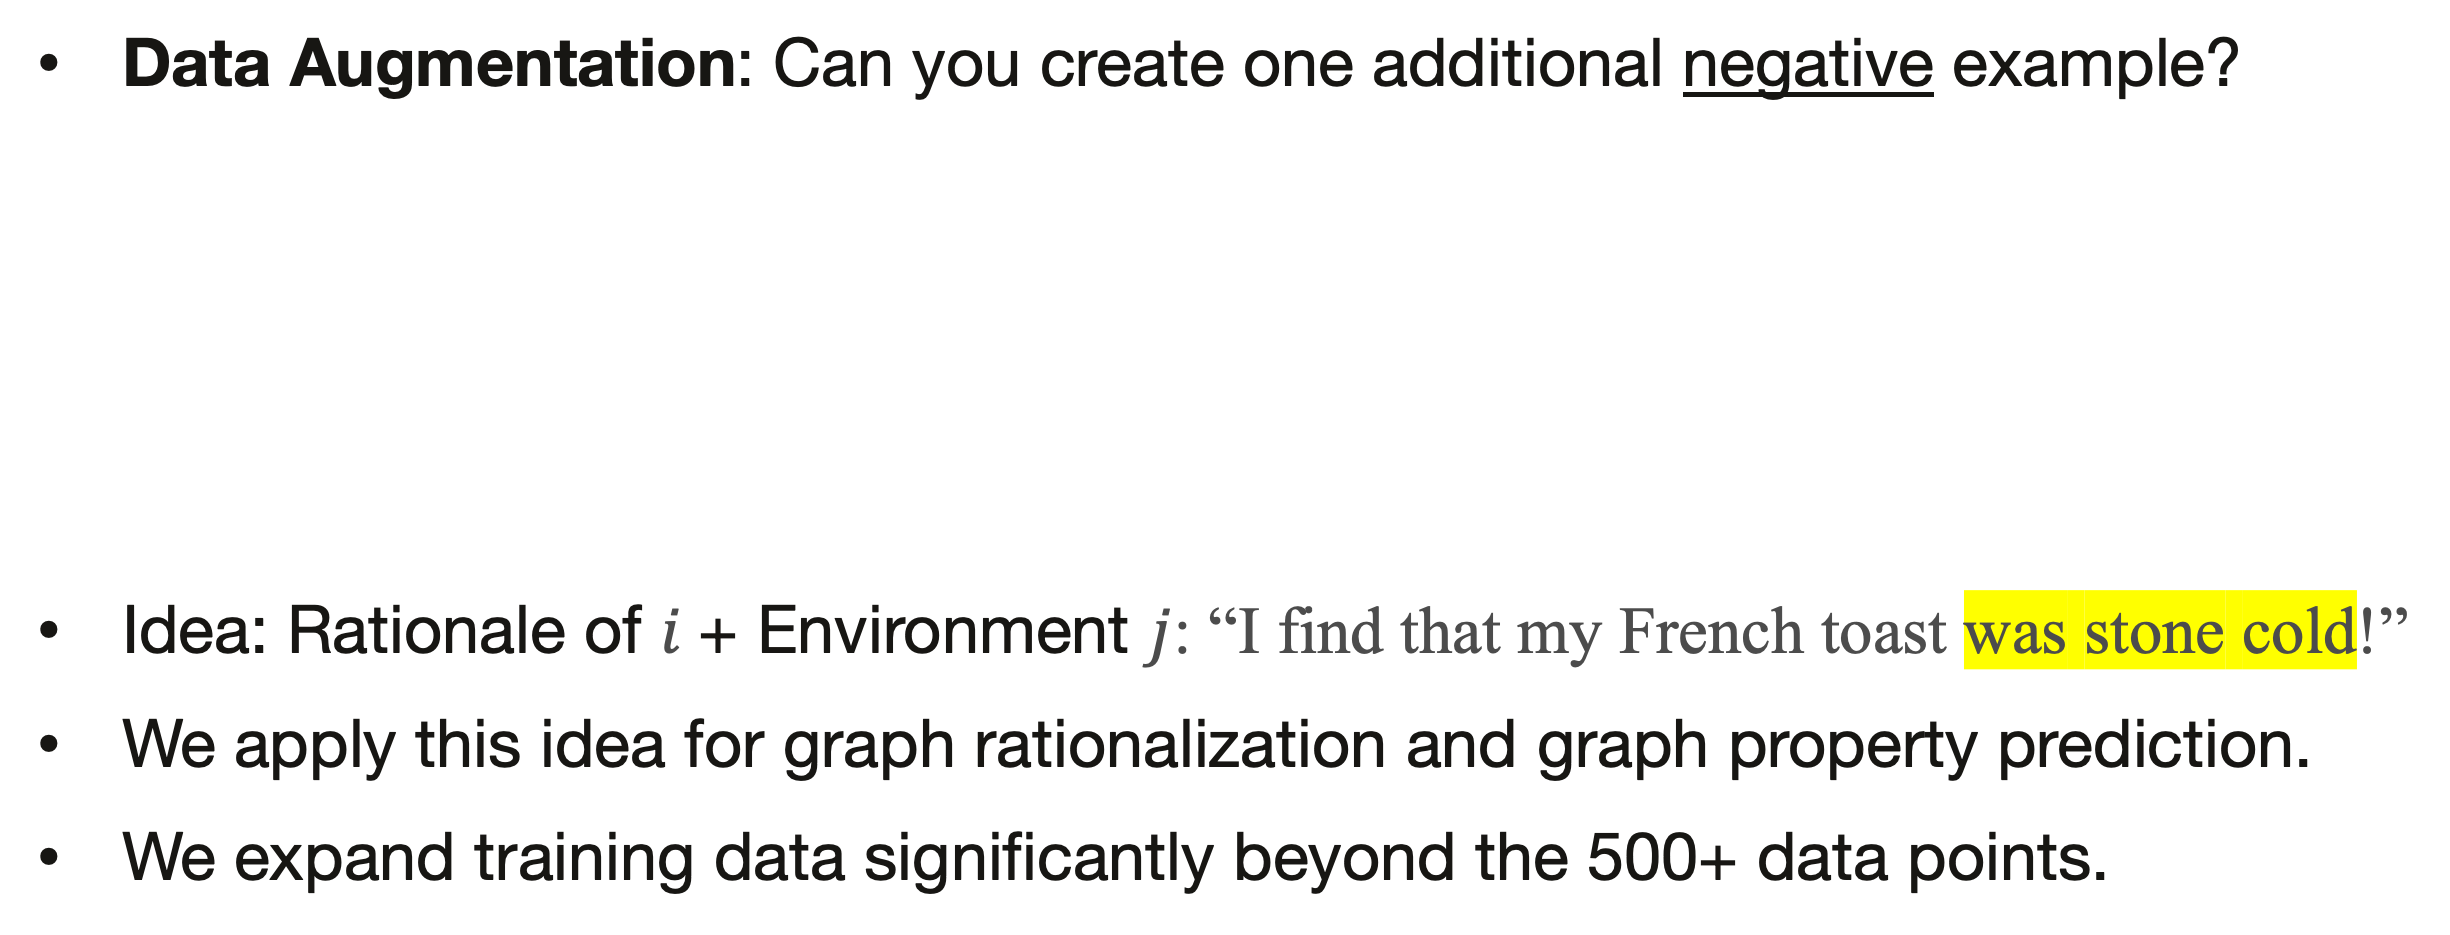 • Data Augmentation: Can you create one additional negative example?
• Idea: Rationale of i + Environment j: “I find that my French toast was stone cold!”
• We apply this idea for graph rationalization and graph property prediction.
• We expand training data significantly beyond the 500+ data points.